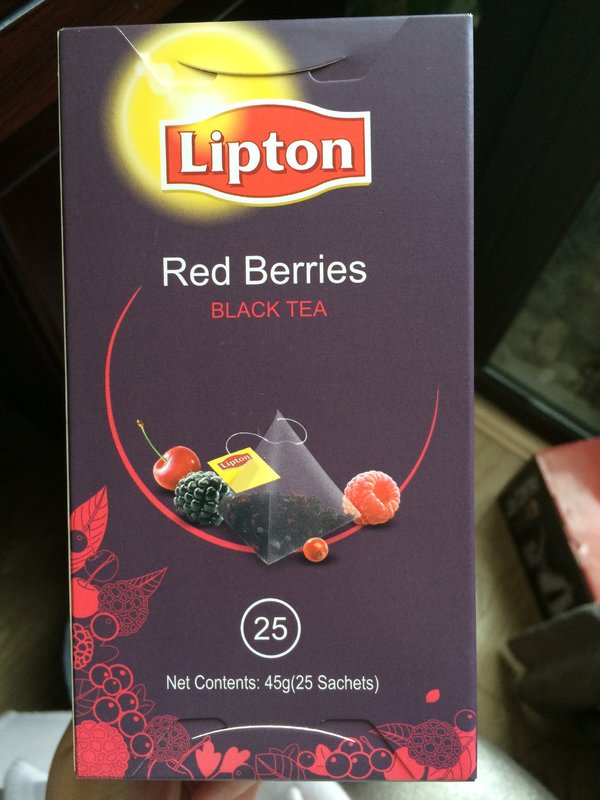 Lipton
Red Berries
BLACK TEA
Lipton
25
Net Contents: 45g(25 Sachets)